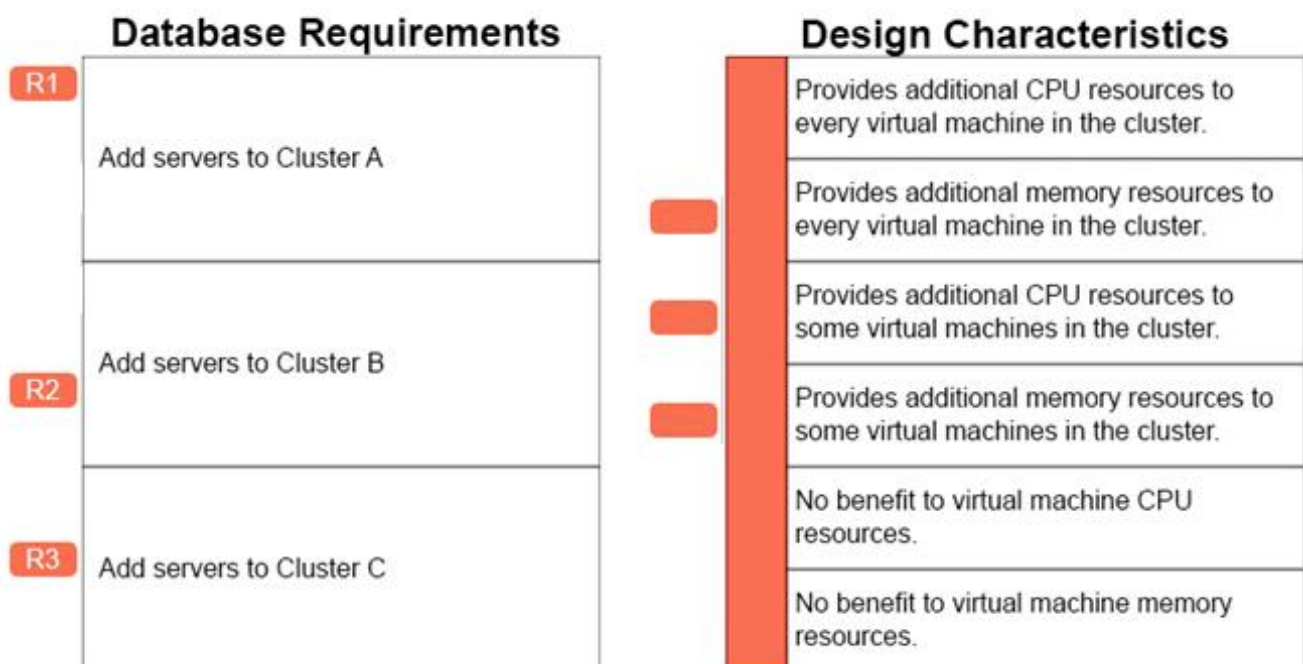 Database Requirements
R1
Add servers to Cluster A
Add servers to Cluster B
R2
R3
Add servers to Cluster C
Design Characteristics
Provides additional CPU resources to
every virtual machine in the cluster.
Provides additional memory resources to
every virtual machine in the cluster.
Provides additional CPU resources to
some virtual machines in the cluster.
Provides additional memory resources to
some virtual machines in the cluster.
No benefit to virtual machine CPU
resources.
No benefit to virtual machine memory
resources.